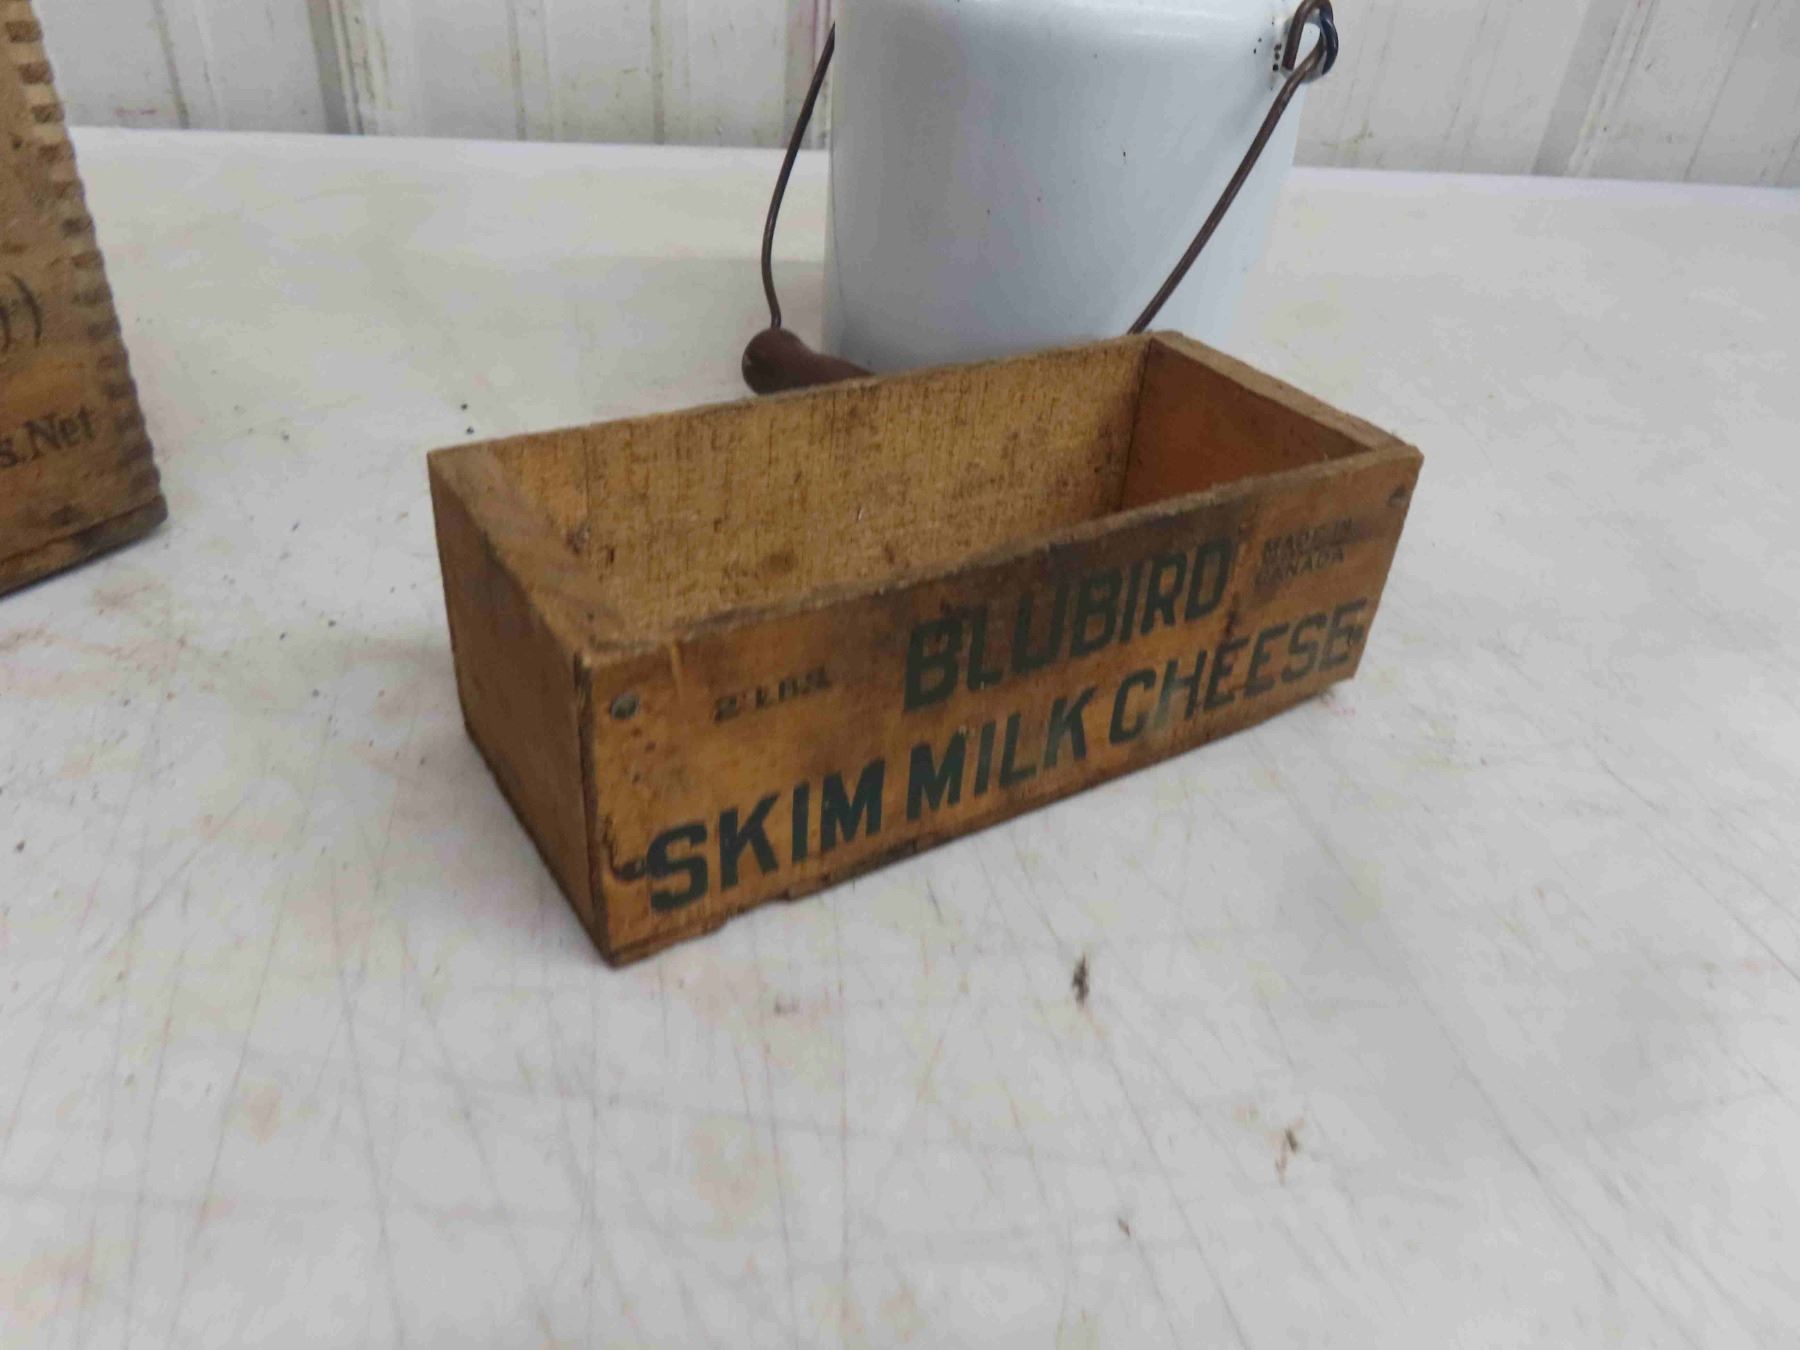 s. Net
2 LBS.
BLUBIRD
MADE IN
CANADA
SKIM MILK CHEESE